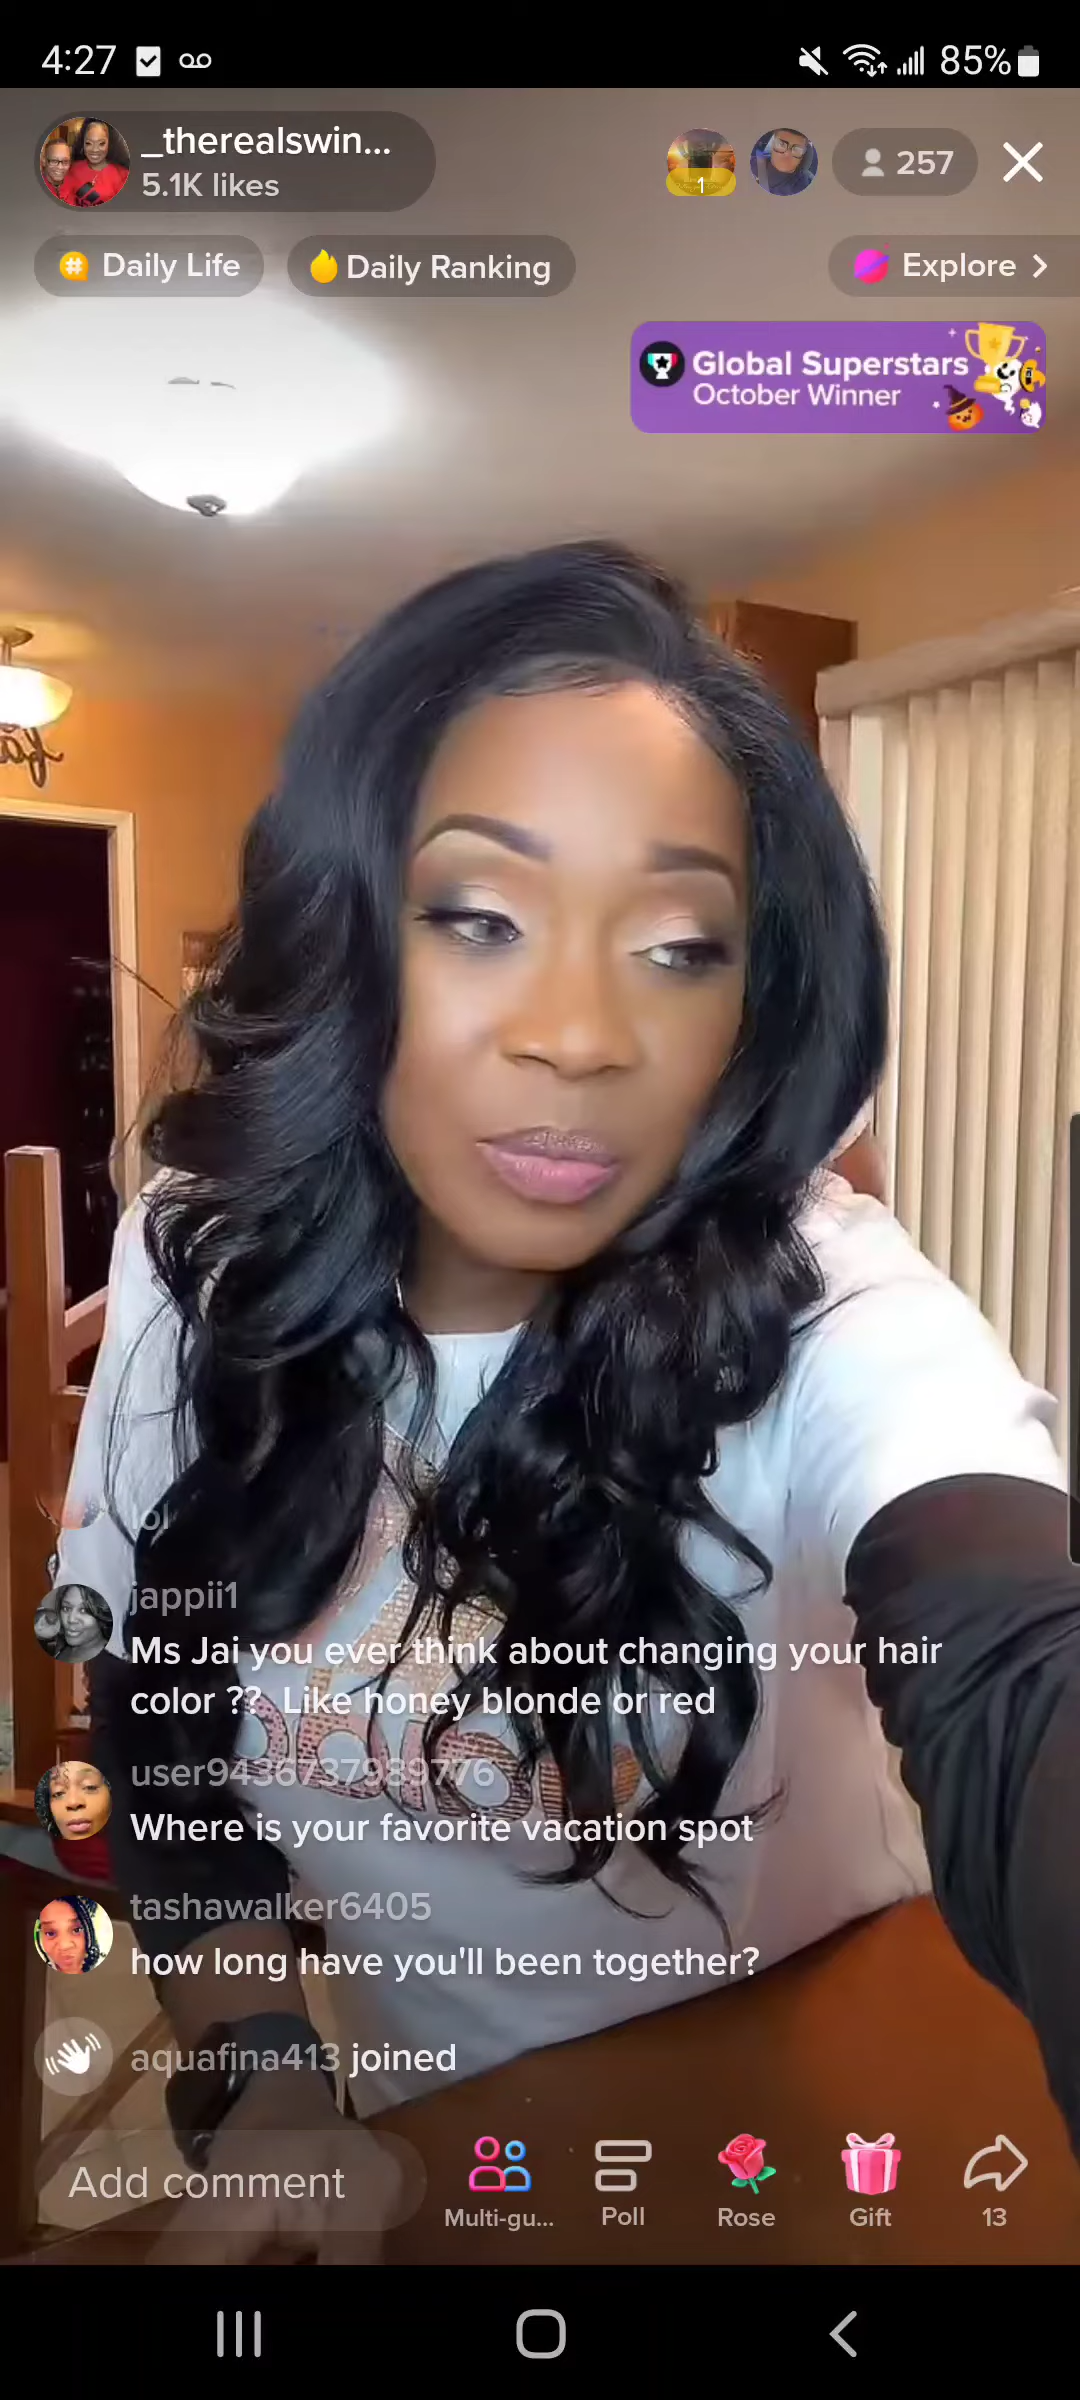 4:27
85%
_therealswin...
5.1K likes
1
257
Daily Life
Daily Ranking
Explore
Global Superstars
October Winner
lol
jappii1
Ms Jai you ever think about changing your hair
color ?? Like honey blonde or red
user9436737989776
Where is your favorite vacation spot
tashawalker6405
how long have you'll been together?
aquafina413 joined
Add comment
Multi-gu...
Poll
Rose
Gift
13